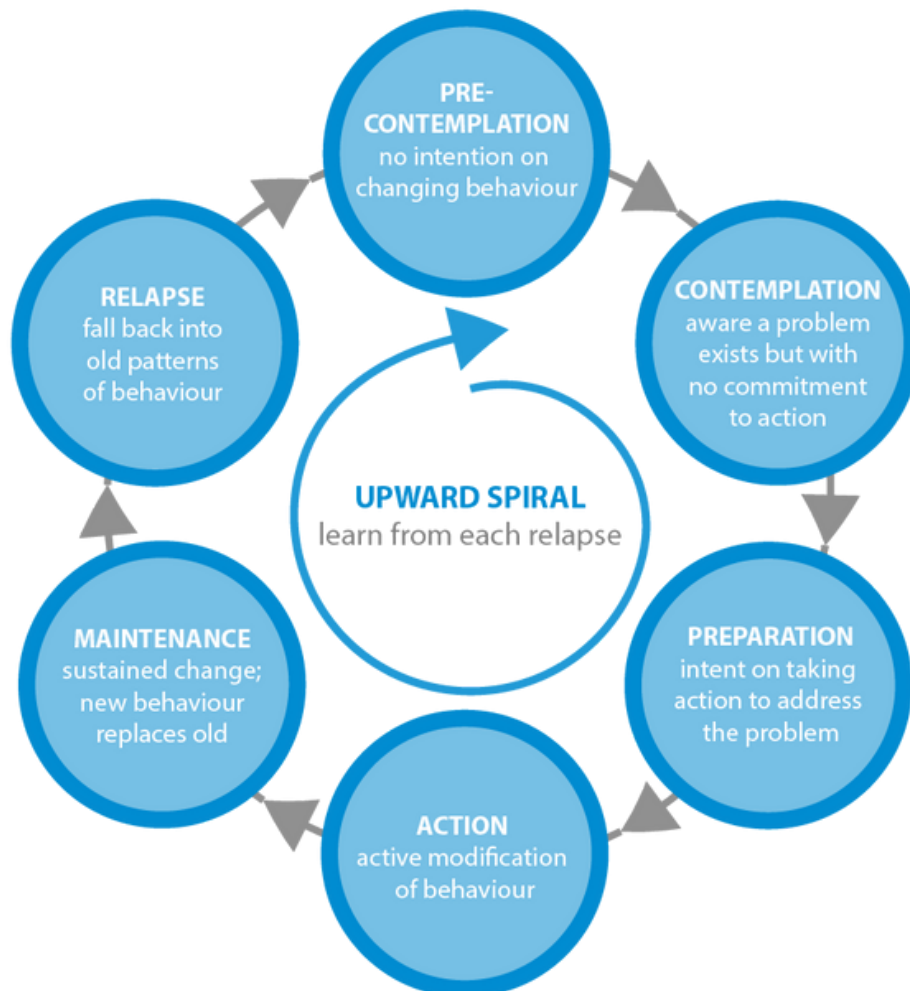 PRE-
CONTEMPLATION
no intention on
changing behaviour
CONTEMPLATION
aware a problem
exists but with
no commitment
to action
PREPARATION
intent on taking
action to address
the problem
ACTION
active modification
of behaviour
MAINTENANCE
sustained change;
new behaviour
replaces old
RELAPSE
fall back into
old patterns
of behaviour
UPWARD SPIRAL
learn from each relapse